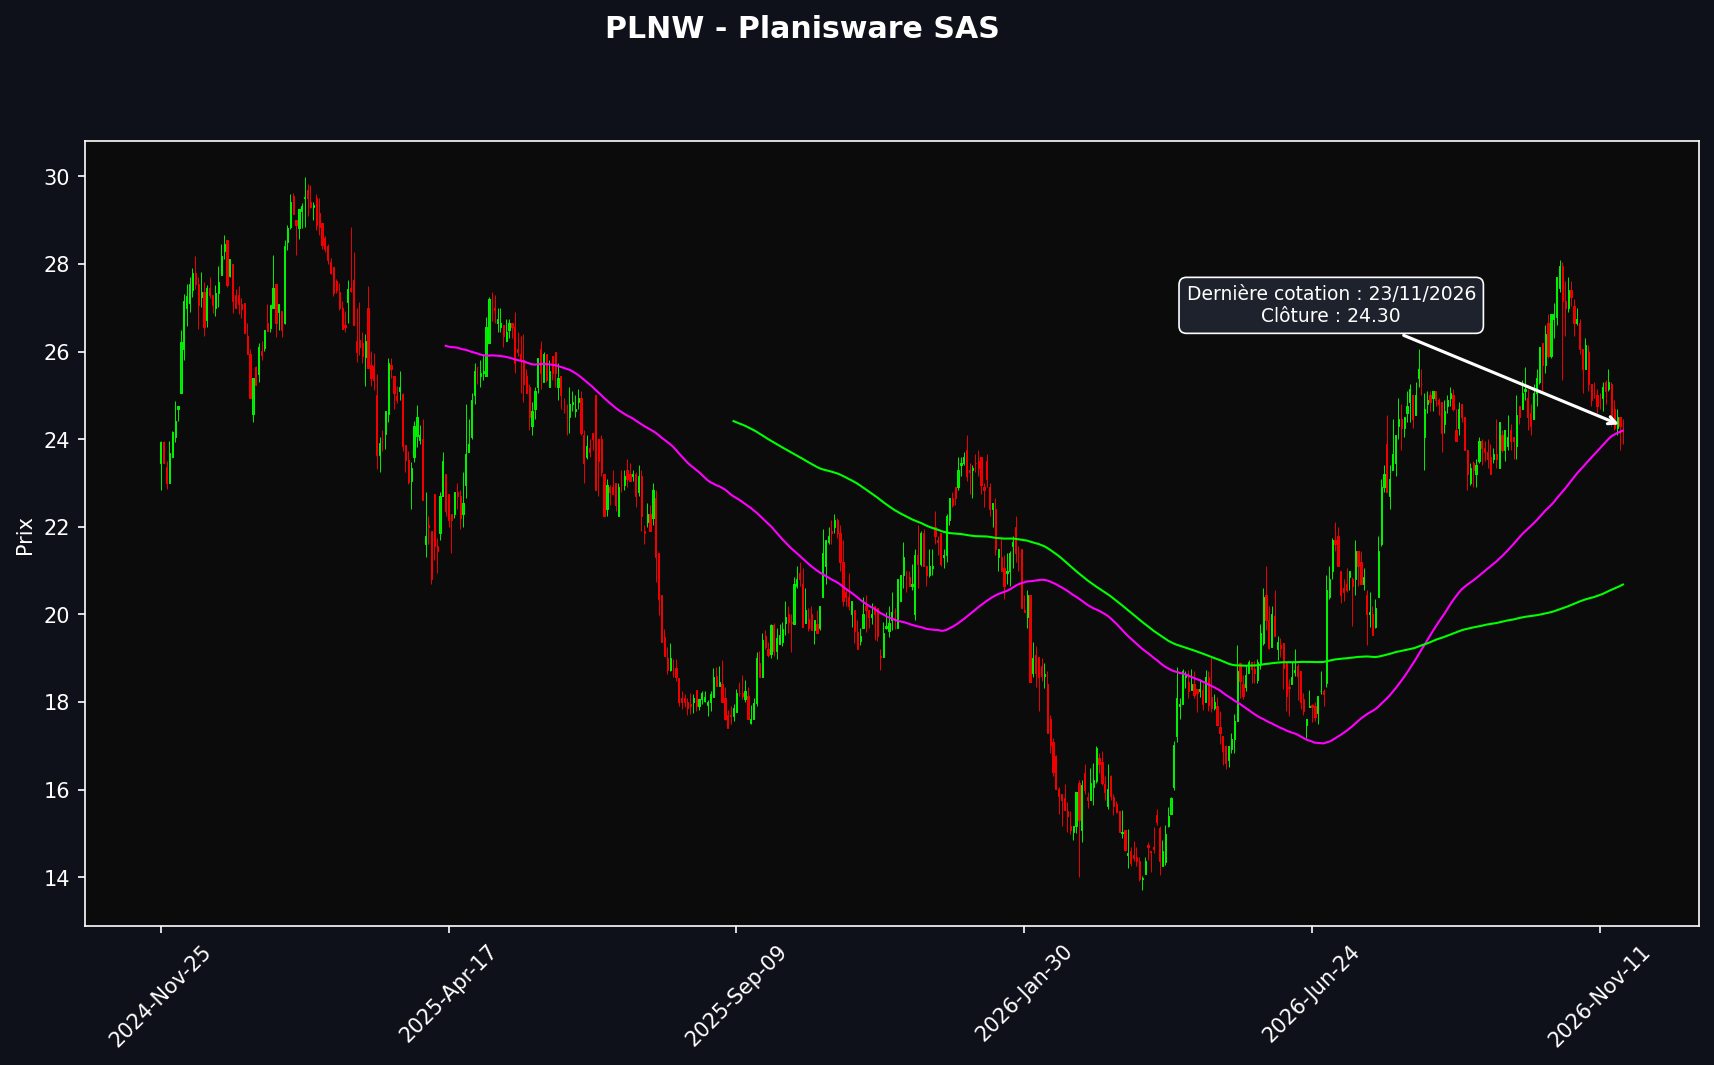 PLNW - Planisware SAS
30
28
26
24
22
20
18
16
14
Prix
Dernière cotation : 23/11/2026
Clôture : 24.30
2024-Nov-25
2025-Apr-17
2025-Sep-09
2026-Jan-30
2026-Jun-24
2026-Nov-11